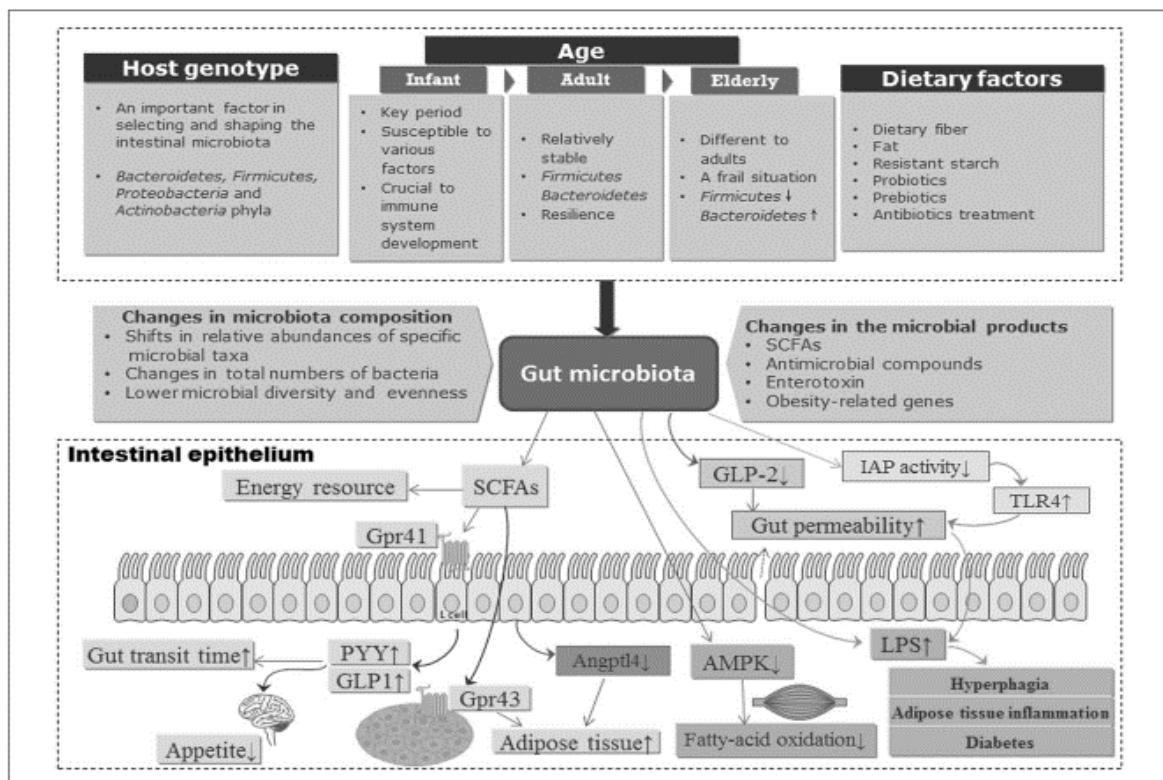 Host genotype
• An important factor in
selecting and shaping the
intestinal microbiota
• Bacteroidetes, Firmicutes,
Proteobacteria and
Actinobacteria phyla
Age
Infant
• Key period
• Susceptible to
various
factors
• Crucial to
immune
system
development
Adult
• Relatively
stable
• Firmicutes
Bacteroidetes
• Resilience
Elderly
• Different to
adults
• A frail situation
• Firmicutes ↓
Bacteroidetes ↑
Dietary factors
• Dietary fiber
• Fat
• Resistant starch
• Probiotics
• Prebiotics
• Antibiotics treatment
Changes in microbiota composition
• Shifts in relative abundances of specific
microbial taxa
• Changes in total numbers of bacteria
• Lower microbial diversity and evenness
Gut microbiota
Changes in the microbial products
• SCFAs
• Antimicrobial compounds
• Enterotoxin
• Obesity-related genes
Intestinal epithelium
Energy resource
SCFAs
GLP-2↓
IAP activity↓
TLR4↑
Gut permeability↑
Gpr41
L cell
Gut transit time↑
PYY↑
GLP1↑
Appetite↓
Gpr43
Angptl4↓
Adipose tissue↑
AMPK↓
Fatty-acid oxidation↓
LPS↑
Hyperphagia
Adipose tissue inflammation
Diabetes